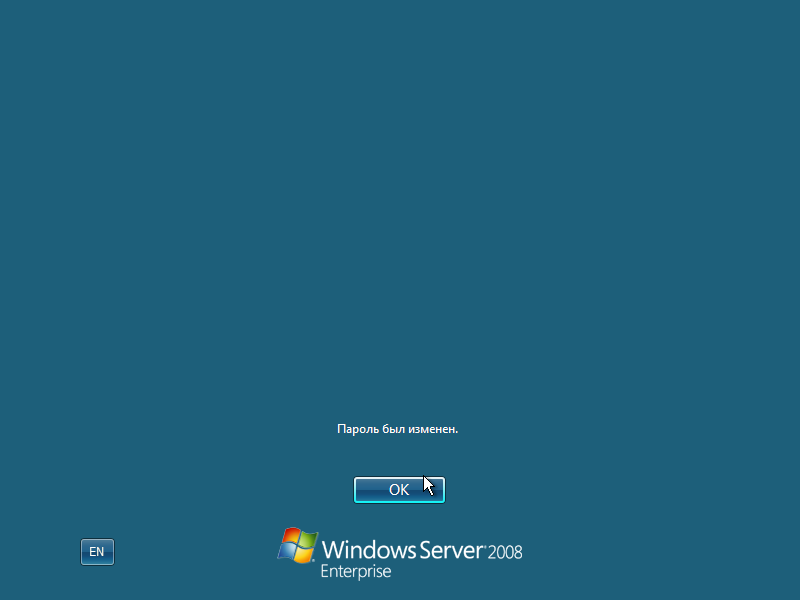 Пароль был изменен.
OK
EN
Windows Server 2008
Enterprise